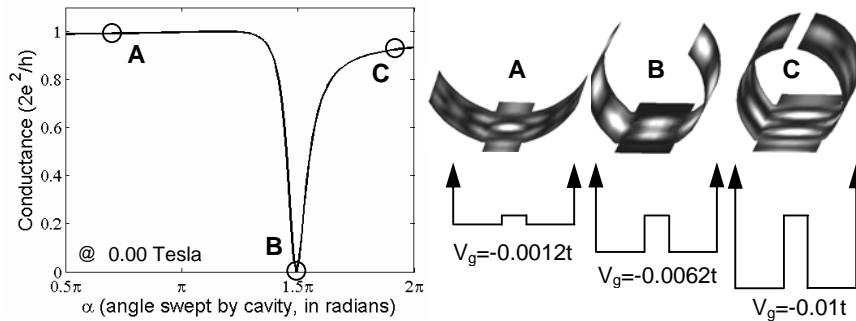 Conductance (2e²/h)
1
0.8
0.6
0.4
0.2
0
A
B
C
@ 0.00 Tesla
0.5π
π
1.5π
2π
α (angle swept by cavity, in radians)
A
B
C
V_g=-0.0012t
V_g=-0.0062t
V_g=-0.01t